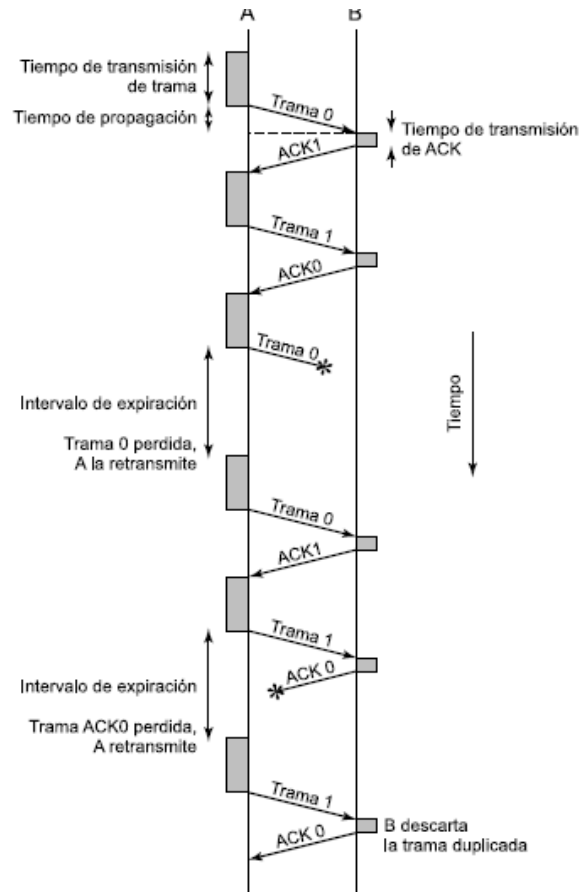 A
B
Tiempo de transmisión
de trama
Trama 0
Tiempo de propagación
Tiempo de transmisión
de ACK
ACK1
Trama 1
ACK0
Trama 0
Intervalo de expiración
Tiempo
Trama 0 perdida,
A la retransmite
Trama 0
ACK1
Trama 1
ACK 0
Intervalo de expiración
Trama ACK0 perdida,
A retransmite
Trama 1
B descarta
la trama duplicada
ACK 0